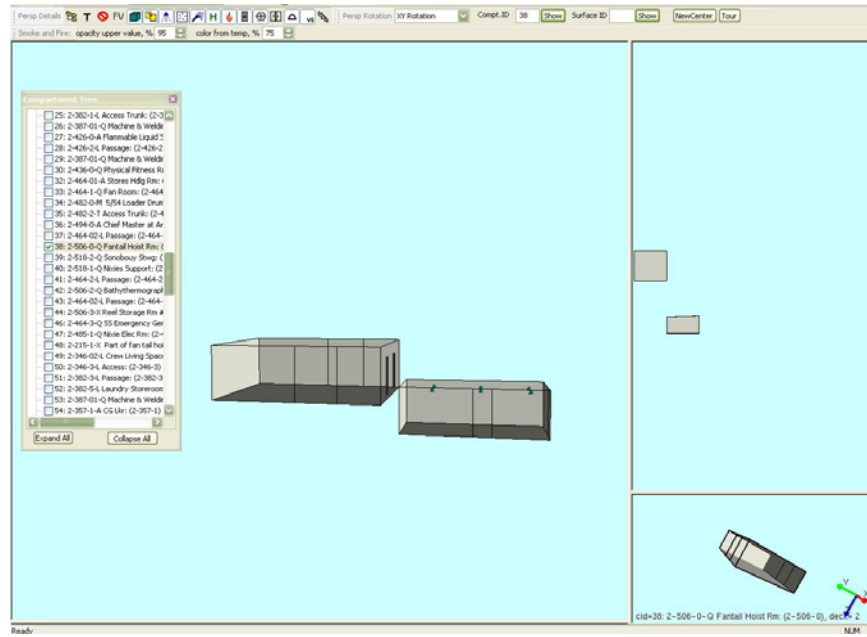 Persp Details T FV H VS Persp Rotation XY Rotation Compt.ID 38 Show Surface ID Show NewCenter Tour
Smoke and Fire: opacity upper value, % 95 color from temp, % 75
Compartment Tree
25: 2-382-1-L Access Trunk: (2-3
26: 2-387-01-Q Machine & Weldir
27: 2-426-0-A Flammable Liquid S
28: 2-426-2-L Passage: (2-426-2
29: 2-387-01-Q Machine & Weldir
30: 2-436-0-Q Physical Fitness R
32: 2-464-01-A Stores Hdlg Rm: (
33: 2-464-1-Q Fan Room: (2-464
34: 2-482-0-M 5/54 Loader Drum
35: 2-482-2-T Access Trunk: (2-4
36: 2-494-0-A Chief Master at Ar
37: 2-464-02-L Passage: (2-464-
38: 2-506-0-Q Fantail Hoist Rm: (
39: 2-518-2-Q Sonobouy Stwg: (
40: 2-518-1-Q Nixies Support: (2
41: 2-464-2-L Passage: (2-464-2
42: 2-506-2-Q Bathythermograph
43: 2-464-02-L Passage: (2-464-
44: 2-506-3-X Reel Storage Rm #
46: 2-464-3-Q SS Emergency Ger
47: 2-485-1-Q Nixie Elec Rm: (2-4
48: 2-215-1-X Part of fan tail hoi
49: 2-346-02-L Crew Living Space
50: 2-346-3-L Access: (2-346-3)
51: 2-382-3-L Passage: (2-382-3
52: 2-382-5-L Laundry Storeroom
53: 2-387-01-Q Machine & Weldir
54: 2-357-1-A CG Lkr: (2-357-1)
Expand All Collapse All
Y X Z
cid=38: 2-506-0-Q Fantail Hoist Rm: (2-506-0), deck= 2
Ready NUM